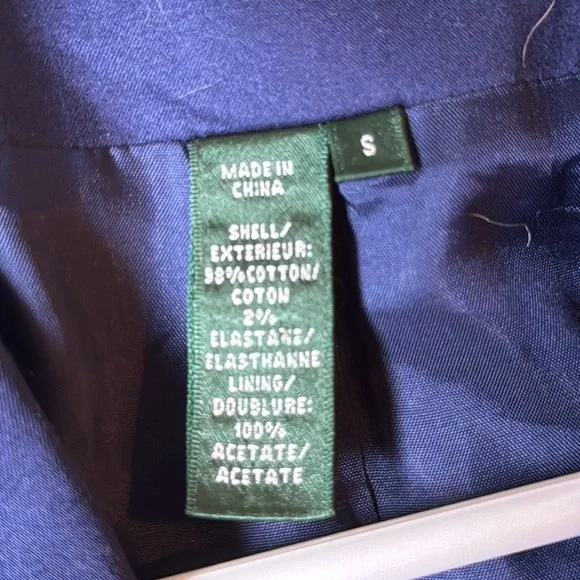 S
MADE IN
CHINA
SHELL/
EXTERIEUR:
98% COTTON/
COTON
2%
ELASTANE/
ELASTHANNE
LINING/
DOUBLURE:
100%
ACETATE/
ACETATE